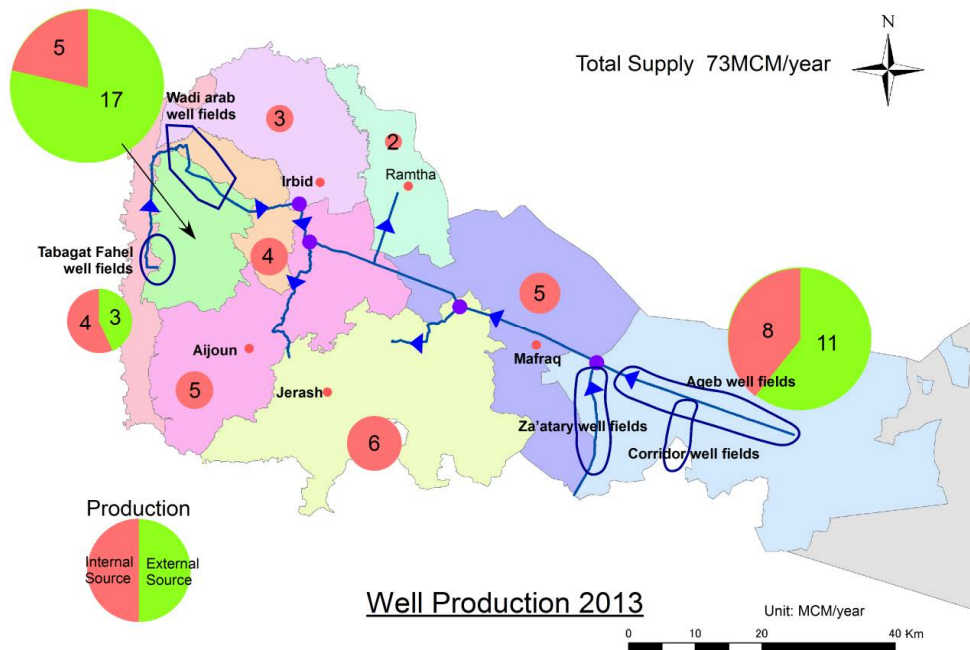 Total Supply 73MCM/year
N
5
17
Wadi arab
well fields
3
2
Ramtha
Irbid
Tabagat Fahel
well fields
4
4
3
5
8
11
Aijoun
Mafraq
Aqeb well fields
5
Jerash
Za'atary well fields
Corridor well fields
6
Production
Internal
Source
External
Source
Well Production 2013
Unit: MCM/year
0
10
20
40 Km